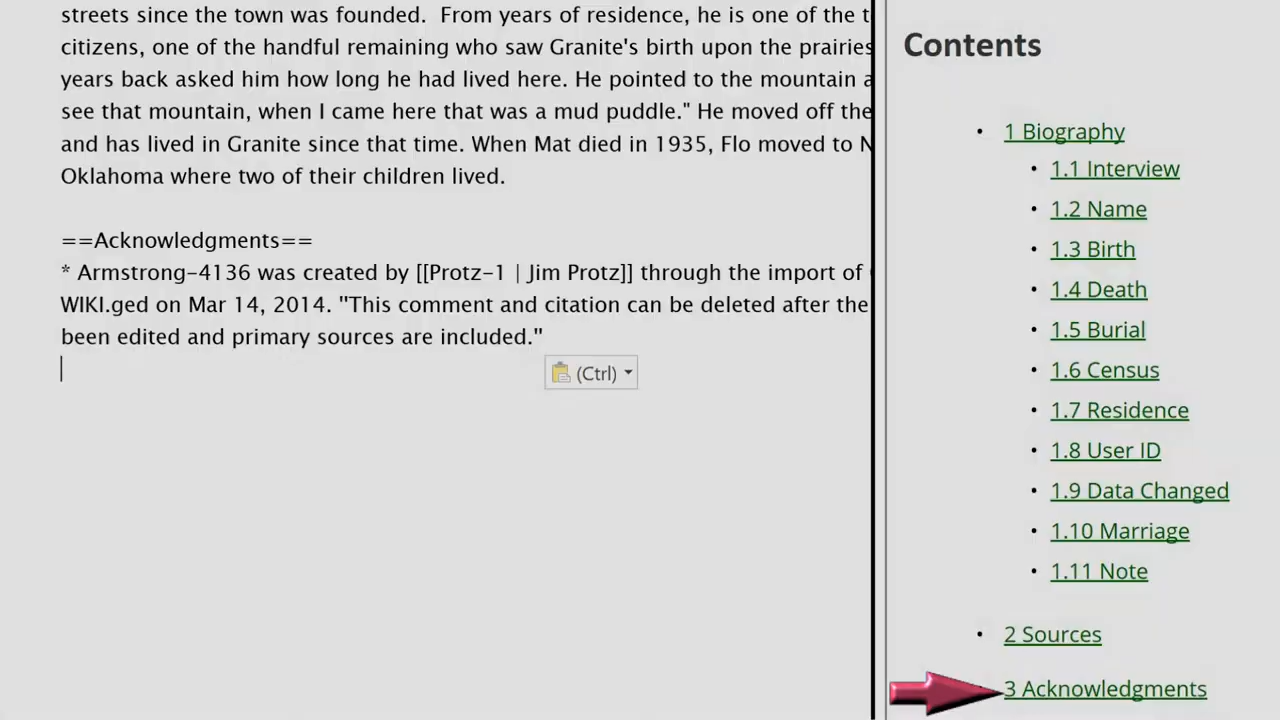 streets since the town was founded.  From years of residence, he is one of the
citizens, one of the handful remaining who saw Granite's birth upon the prairies
years back asked him how long he had lived here. He pointed to the mountain
see that mountain, when I came here that was a mud puddle." He moved off the
and has lived in Granite since that time. When Mat died in 1935, Flo moved to
Oklahoma where two of their children lived.
==Acknowledgments==
* Armstrong-4136 was created by [[Protz-1 | Jim Protz]] through the import of
WIKI.ged on Mar 14, 2014. "This comment and citation can be deleted after the
been edited and primary sources are included."
(Ctrl)
Contents
• 1 Biography
• 1.1 Interview
• 1.2 Name
• 1.3 Birth
• 1.4 Death
• 1.5 Burial
• 1.6 Census
• 1.7 Residence
• 1.8 User ID
• 1.9 Data Changed
• 1.10 Marriage
• 1.11 Note
• 2 Sources
3 Acknowledgments